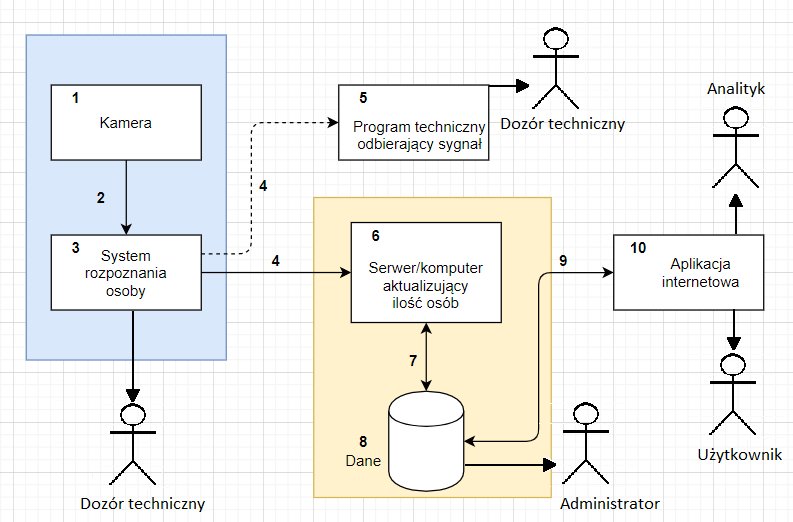 1
Kamera
2
3
System
rozpoznania
osoby
Dozór techniczny
4
4
5
Program techniczny
odbierający sygnał
Dozór techniczny
6
Serwer/komputer
aktualizujący
ilość osób
7
8
Dane
Administrator
9
10
Aplikacja
internetowa
Analityk
Użytkownik